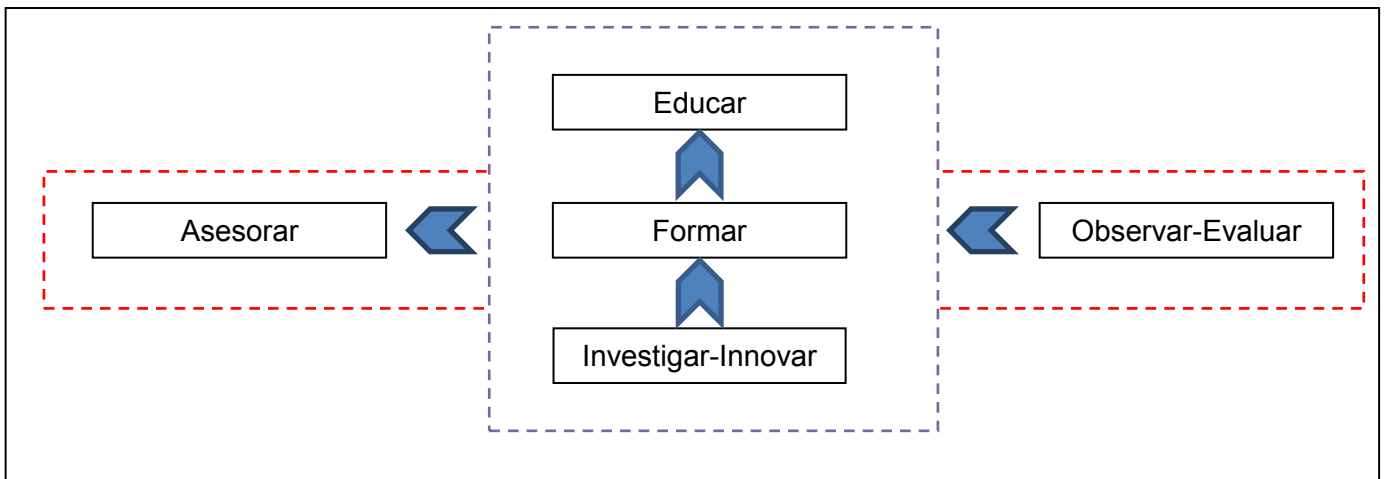 Educar
Asesorar
Formar
Observar-Evaluar
Investigar-Innovar